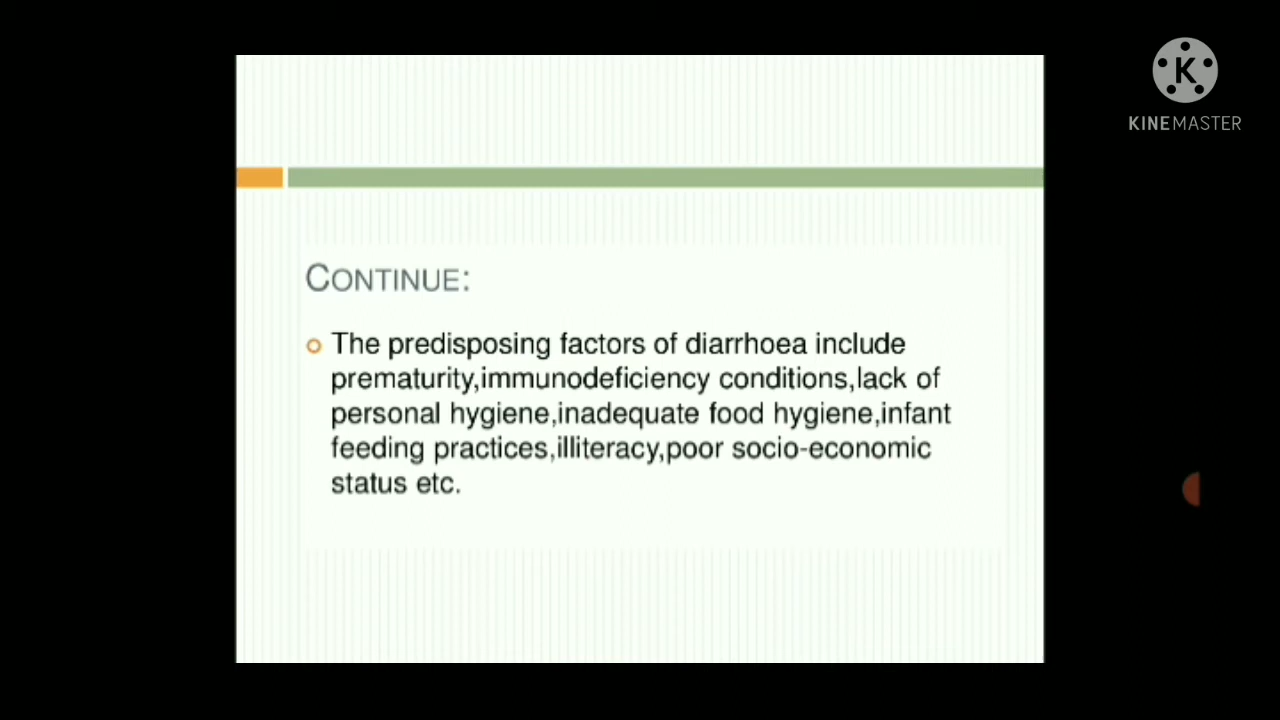 K
KINEMASTER
CONTINUE:
The predisposing factors of diarrhoea include
prematurity,immunodeficiency conditions,lack of
personal hygiene,inadequate food hygiene,infant
feeding practices,illiteracy,poor socio-economic
status etc.